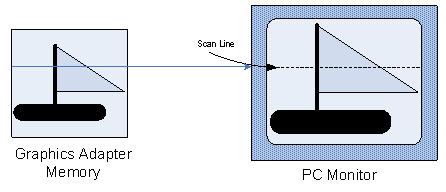 Scan Line
Graphics Adapter
Memory
PC Monitor